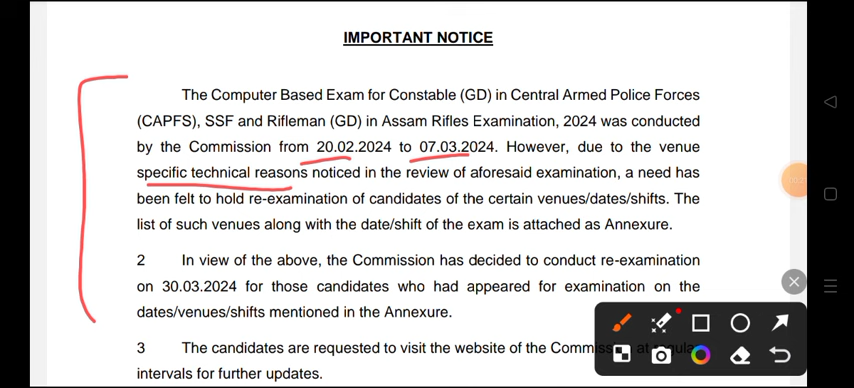 IMPORTANT NOTICE
The Computer Based Exam for Constable (GD) in Central Armed Police Forces
(CAPFS), SSF and Rifleman (GD) in Assam Rifles Examination, 2024 was conducted
by the Commission from 20.02.2024 to 07.03.2024. However, due to the venue
specific technical reasons noticed in the review of aforesaid examination, a need has
been felt to hold re-examination of candidates of the certain venues/dates/shifts. The
list of such venues along with the date/shift of the exam is attached as Annexure.
2 In view of the above, the Commission has decided to conduct re-examination
on 30.03.2024 for those candidates who had appeared for examination on the
dates/venues/shifts mentioned in the Annexure.
3 The candidates are requested to visit the website of the Commission at regular
intervals for further updates.